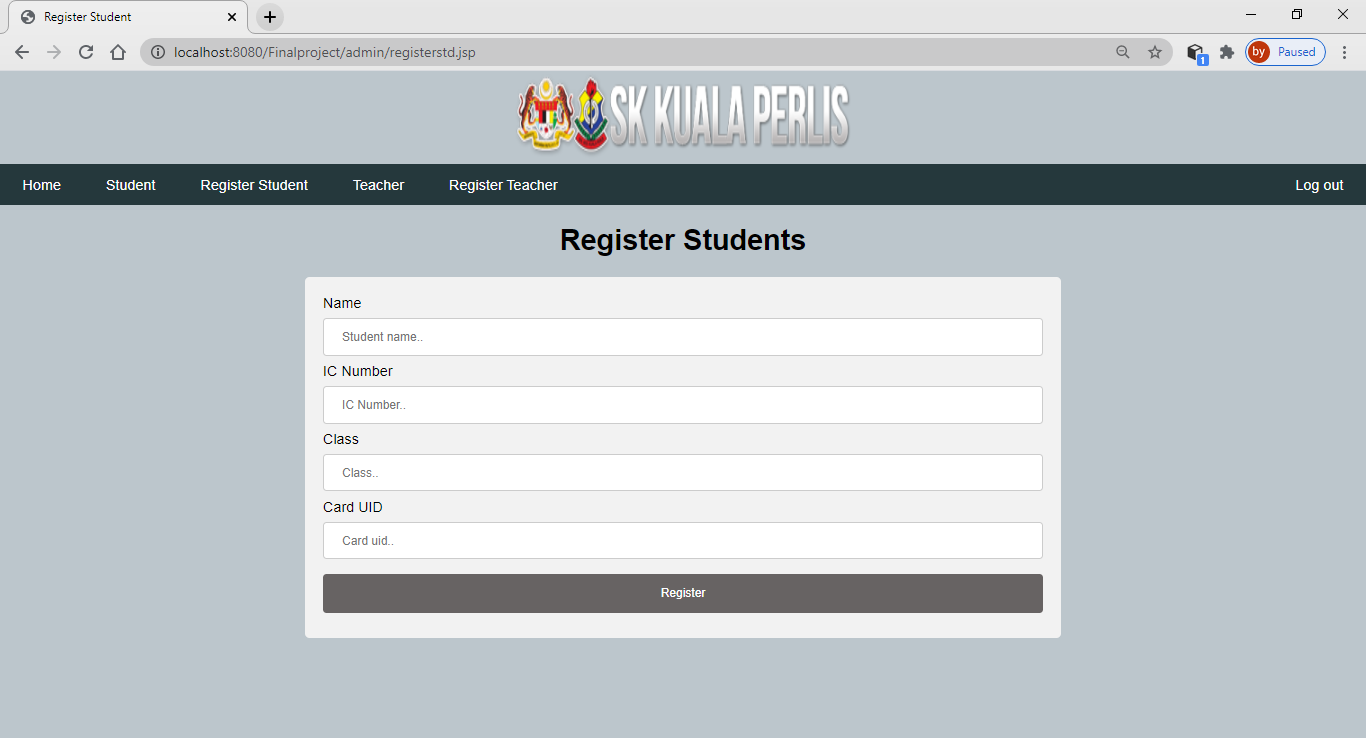 Register Student
localhost:8080/Finalproject/admin/registerstd.jsp
1
by Paused
SK KUALA PERLIS
Home Student Register Student Teacher Register Teacher Log out
Register Students
Name
Student name..
IC Number
IC Number..
Class
Class..
Card UID
Card uid..
Register